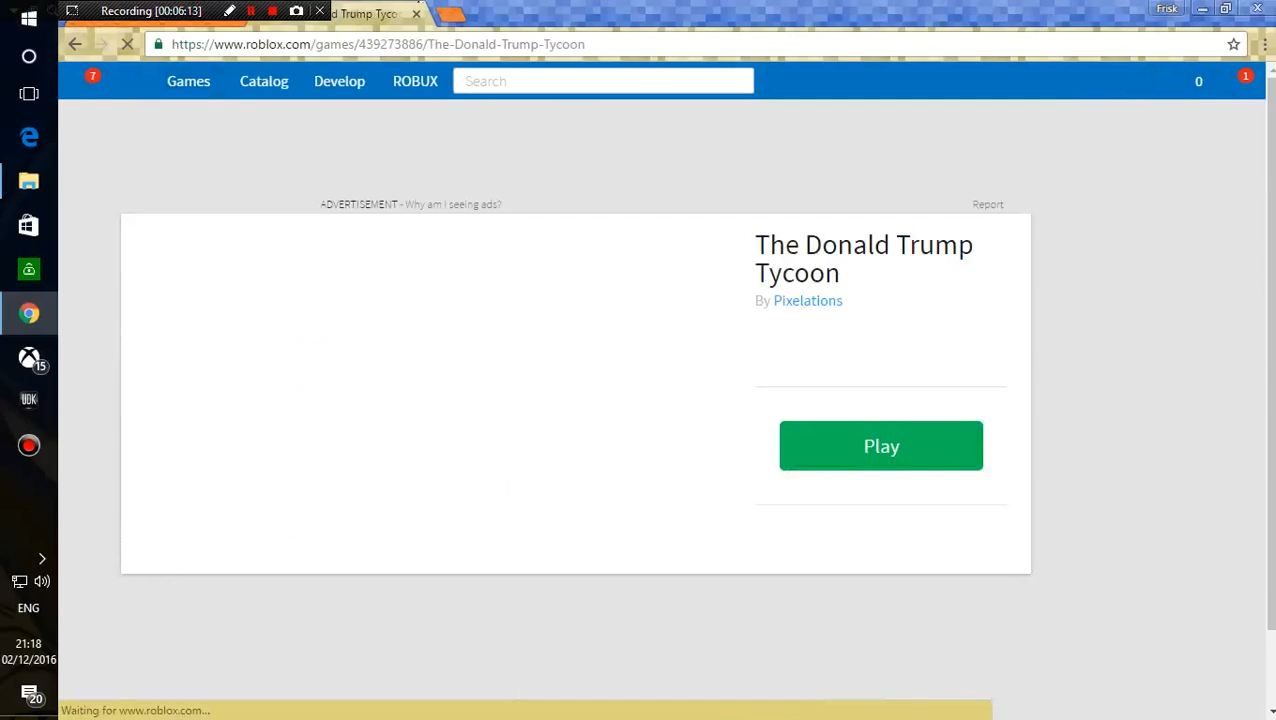 Recording [00:06:13]
d Trump Tyco
Frisk
https://www.roblox.com/games/439273886/The-Donald-Trump-Tycoon
7
Games
Catalog
Develop
ROBUX
Search
0
1
ADVERTISEMENT - Why am I seeing ads?
Report
The Donald Trump
Tycoon
By Pixelations
Play
15
UDK
ENG
21:18
02/12/2016
20
Waiting for www.roblox.com...